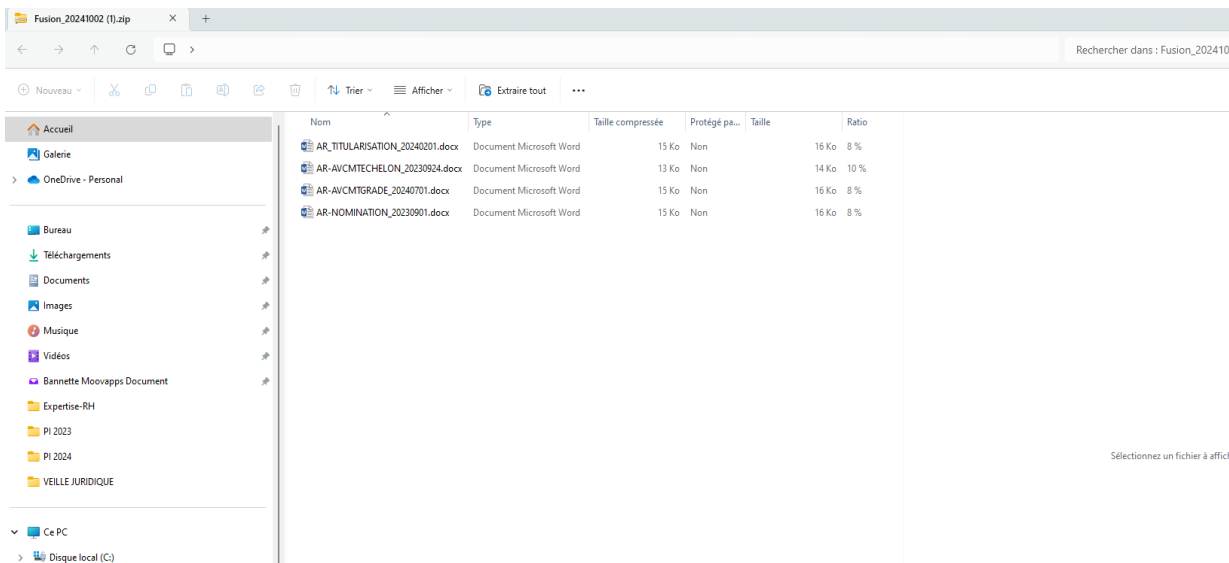 Fusion_20241002 (1).zip
Rechercher dans : Fusion_202410
Nouveau Trier Afficher Extraire tout
Accueil
Galerie
OneDrive - Personal
Bureau
Téléchargements
Documents
Images
Musique
Vidéos
Bannette Moovapps Document
Expertise-RH
PI 2023
PI 2024
VEILLE JURIDIQUE
Ce PC
Disque local (C:)
Nom Type Taille compressée Protégé pa... Taille Ratio
AR_TITULARISATION_20240201.docx Document Microsoft Word 15 Ko Non 16 Ko 8 %
AR-AVCMTECHELON_20230924.docx Document Microsoft Word 13 Ko Non 14 Ko 10 %
AR-AVCMTGRADE_20240701.docx Document Microsoft Word 15 Ko Non 16 Ko 8 %
AR-NOMINATION_20230901.docx Document Microsoft Word 15 Ko Non 16 Ko 8 %
Sélectionnez un fichier à affich